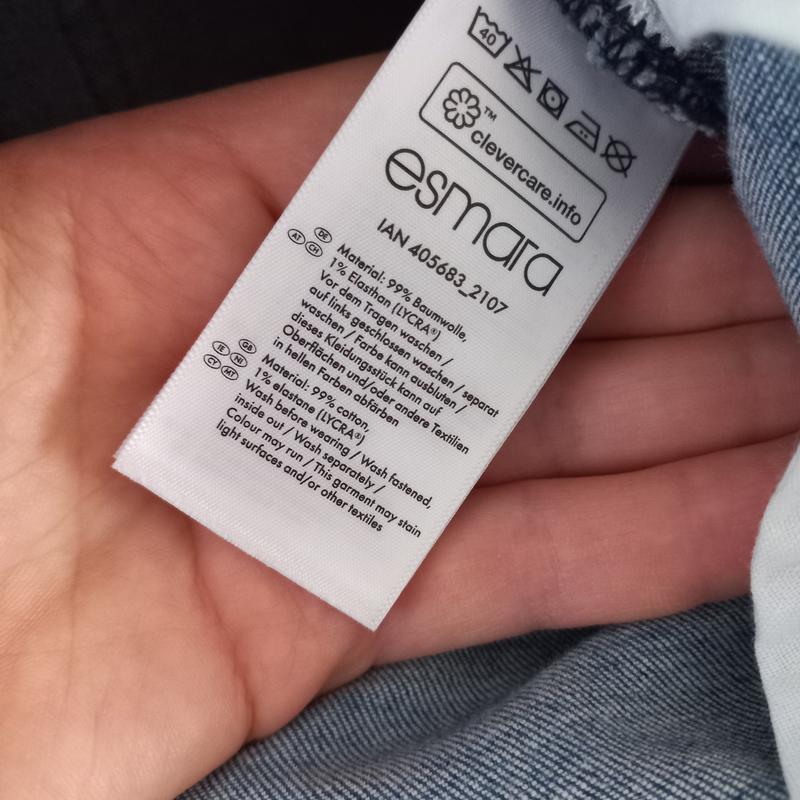 40
™
clevercare.info
esmara
IAN 405683_2107
DE
AT CH
Material: 99% Baumwolle,
1% Elasthan (LYCRA®)
Vor dem Tragen waschen /
auf links geschlossen waschen / separat
waschen / Farbe kann ausbluten /
dieses Kleidungsstück kann auf
Oberflächen und/oder andere Textilien
in hellen Farben abfärben
GB
IE NI
CY MT
Material: 99% cotton,
1% elastane (LYCRA®)
Wash before wearing / Wash fastened,
inside out / Wash separately /
Colour may run / This garment may stain
light surfaces and/or other textiles